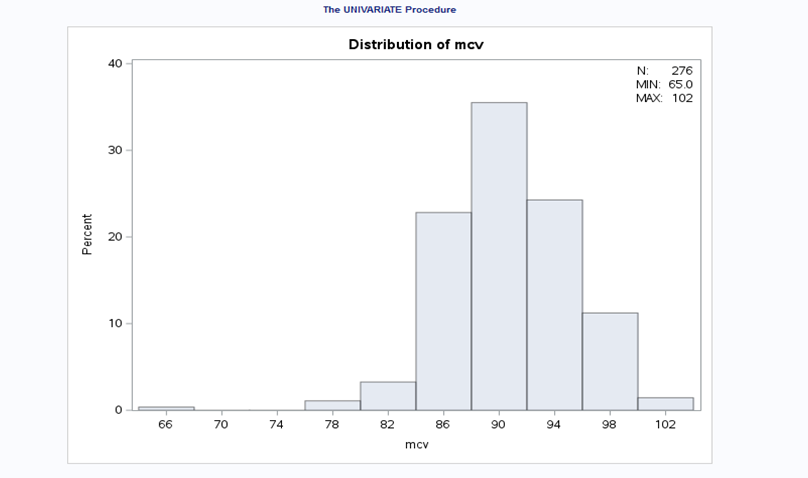 The UNIVARIATE Procedure
Distribution of mcv
N: 276
MIN: 65.0
MAX: 102
40
30
20
10
0
Percent
66 70 74 78 82 86 90 94 98 102
mcv